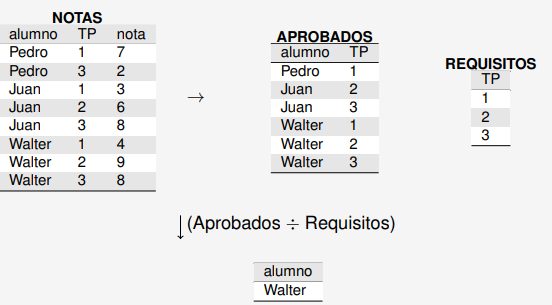 NOTAS
alumno TP nota
Pedro 1 7
Pedro 3 2
Juan 1 3
Juan 2 6
Juan 3 8
Walter 1 4
Walter 2 9
Walter 3 8
→
APROBADOS
alumno TP
Pedro 1
Juan 2
Juan 3
Walter 1
Walter 2
Walter 3
REQUISITOS
TP
1
2
3
↓(Aprobados ÷ Requisitos)
alumno
Walter